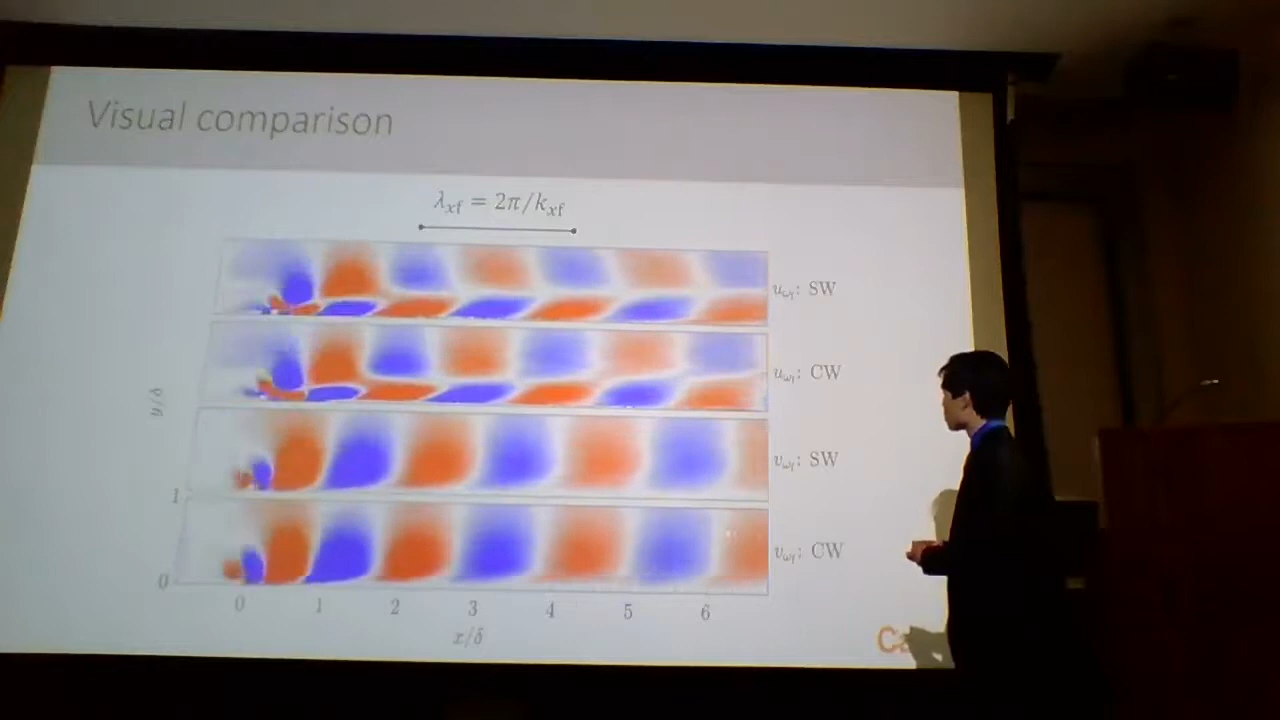 Visual comparison
λxf = 2π/kxf
uωf: SW
uωf: CW
y/δ
vωf: SW
1
vωf: CW
0
0 1 2 3 4 5 6
x/δ